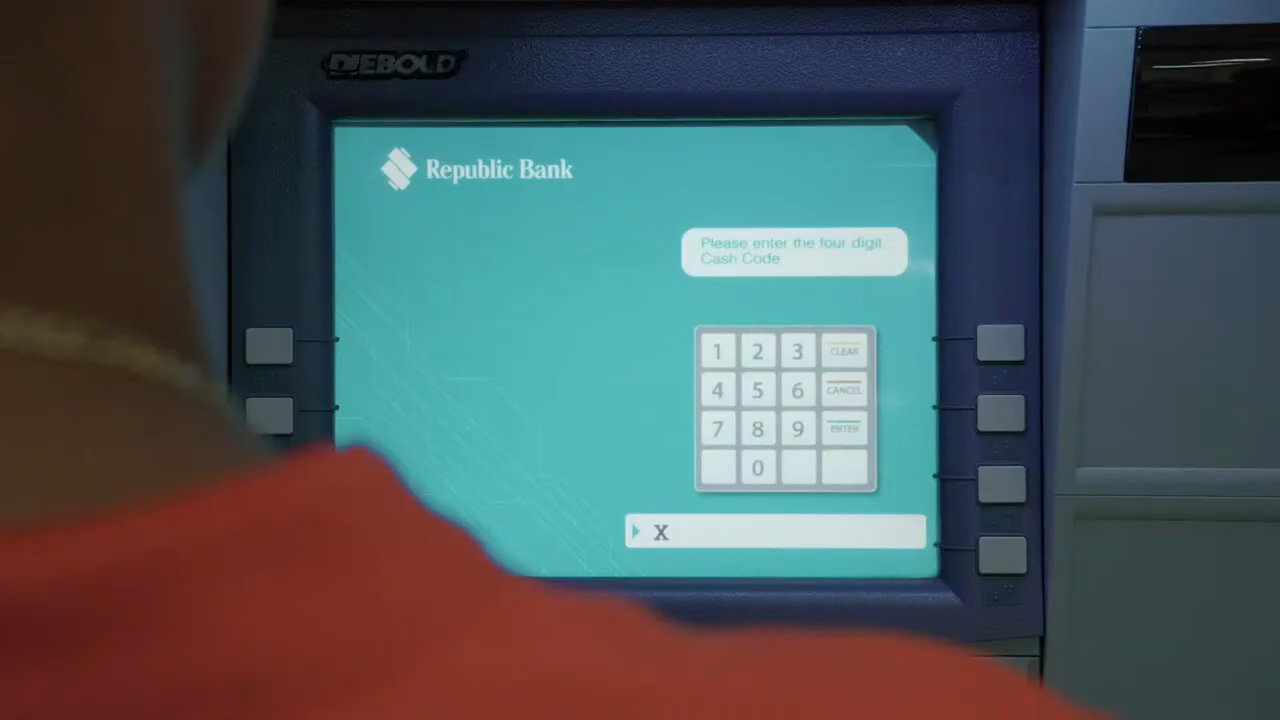 DIEBOLD
Republic Bank
Please enter the four digit
Cash Code
1 2 3 CLEAR
4 5 6 CANCEL
7 8 9 ENTER
0
X